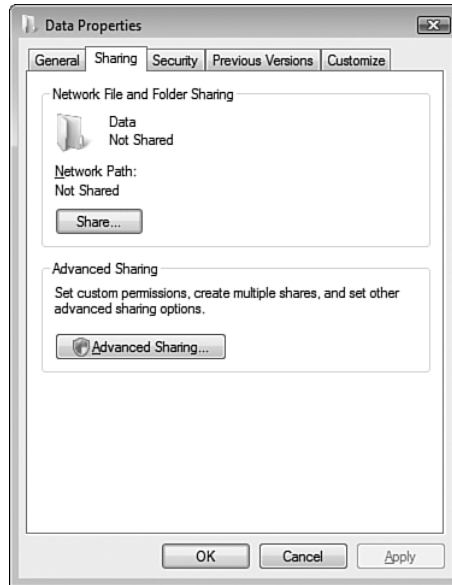 Data Properties
General Sharing Security Previous Versions Customize
Network File and Folder Sharing
Data
Not Shared
Network Path:
Not Shared
Share...
Advanced Sharing
Set custom permissions, create multiple shares, and set other
advanced sharing options.
Advanced Sharing...
OK Cancel Apply